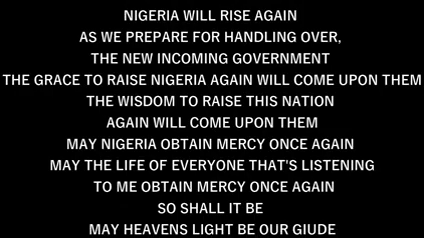 NIGERIA WILL RISE AGAIN
AS WE PREPARE FOR HANDLING OVER,
THE NEW INCOMING GOVERNMENT
THE GRACE TO RAISE NIGERIA AGAIN WILL COME UPON THEM
THE WISDOM TO RAISE THIS NATION
AGAIN WILL COME UPON THEM
MAY NIGERIA OBTAIN MERCY ONCE AGAIN
MAY THE LIFE OF EVERYONE THAT'S LISTENING
TO ME OBTAIN MERCY ONCE AGAIN
SO SHALL IT BE
MAY HEAVENS LIGHT BE OUR GIUDE